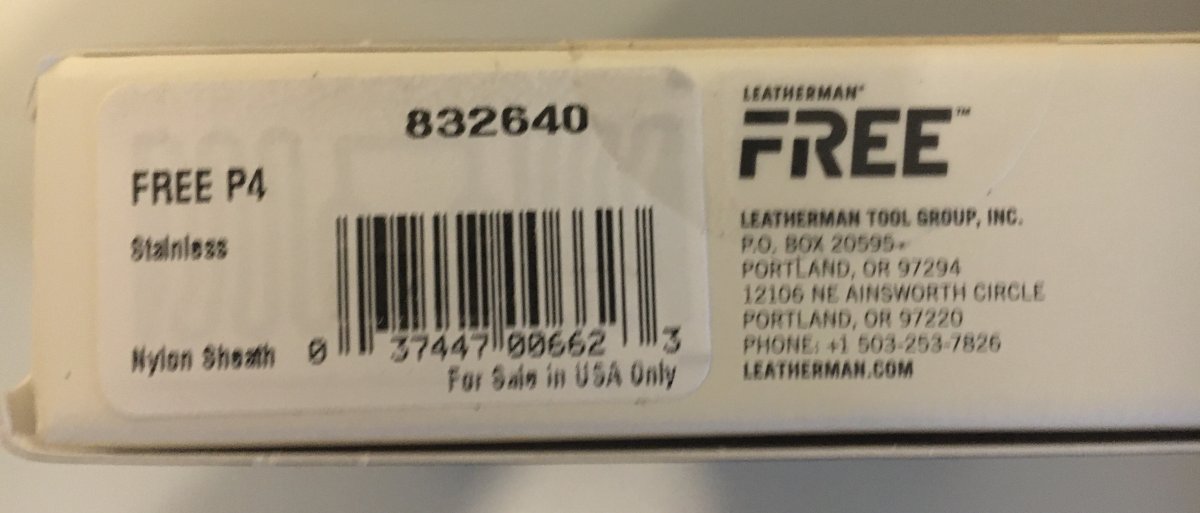 832640
FREE P4
Stainless
Nylon Sheath
0 37447 00662 3
For Sale in USA Only
LEATHERMAN®
FREE™
LEATHERMAN TOOL GROUP, INC.
P.O. BOX 20595
PORTLAND, OR 97294
12106 NE AINSWORTH CIRCLE
PORTLAND, OR 97220
PHONE: +1 503-253-7826
LEATHERMAN.COM